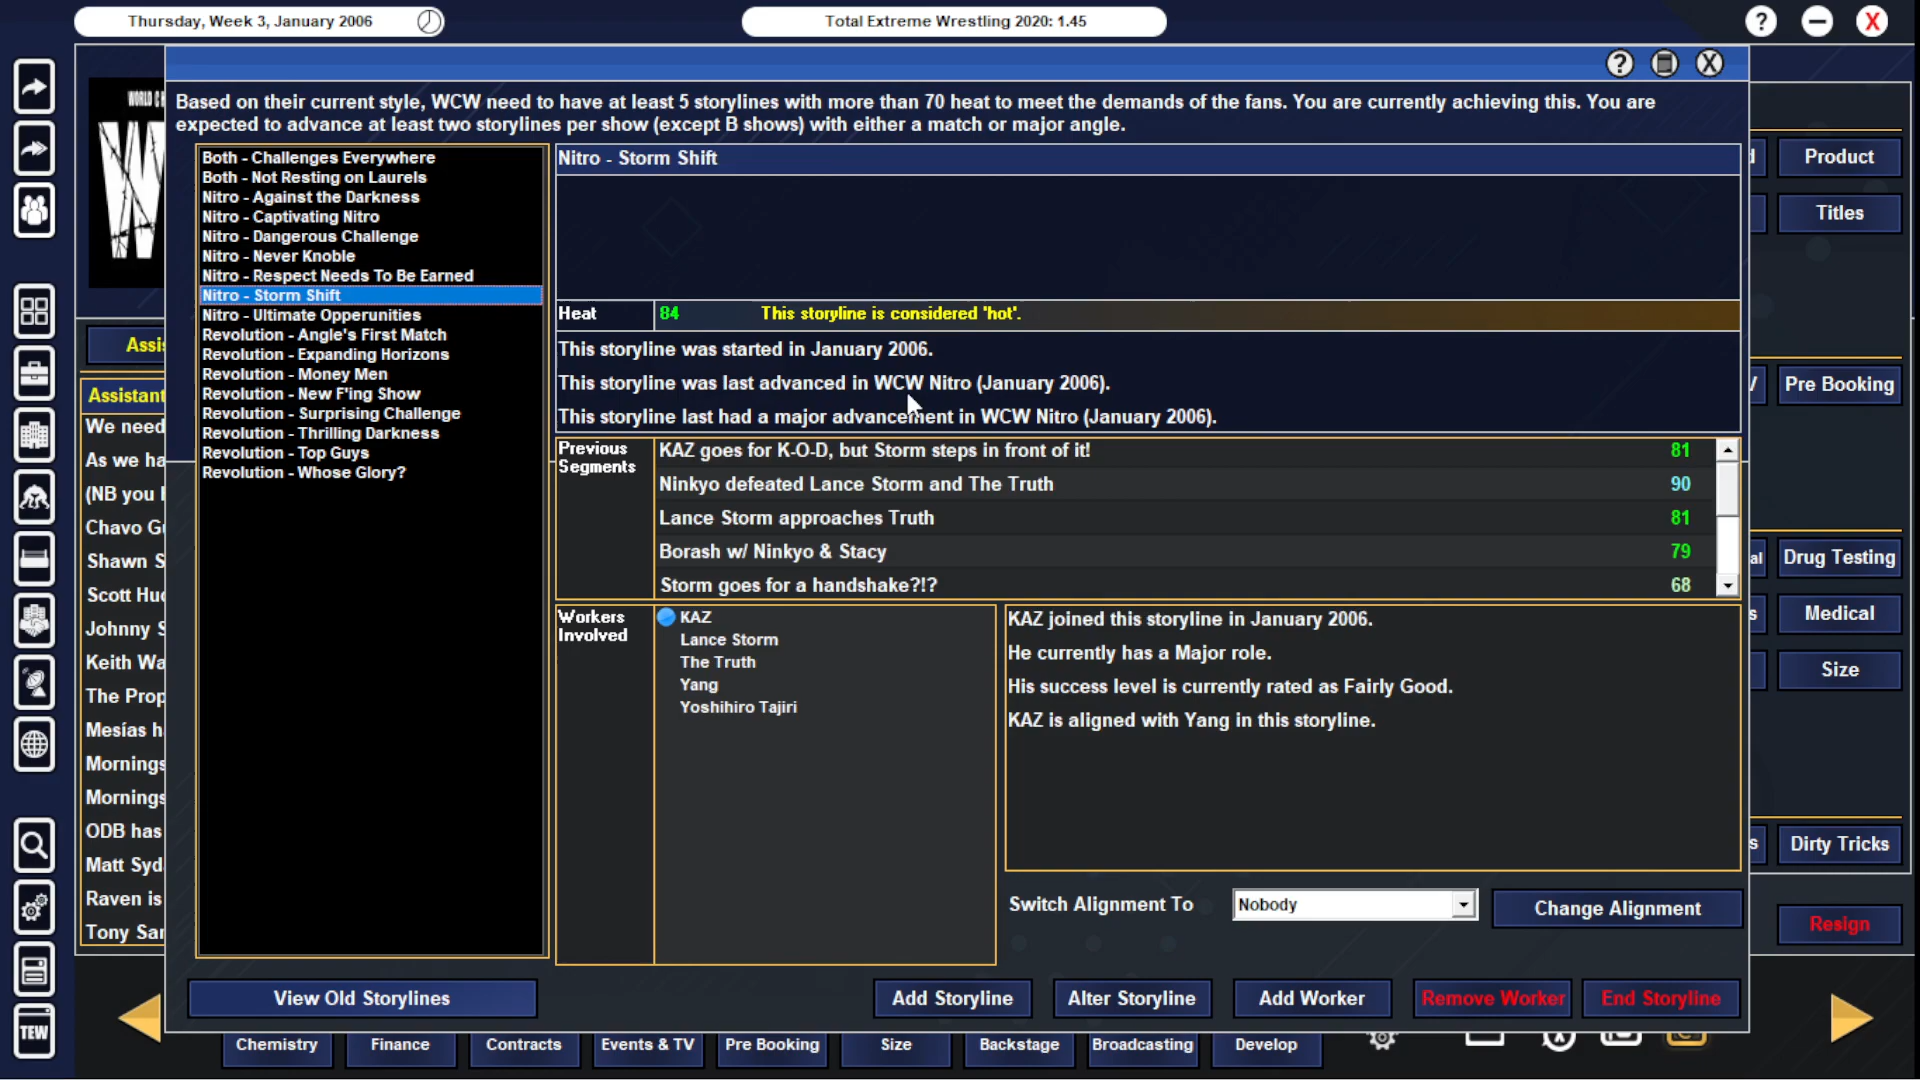 Thursday, Week 3, January 2006
Total Extreme Wrestling 2020: 1.45
Based on their current style, WCW need to have at least 5 storylines with more than 70 heat to meet the demands of the fans. You are currently achieving this. You are
expected to advance at least two storylines per show (except B shows) with either a match or major angle.
Both - Challenges Everywhere
Both - Not Resting on Laurels
Nitro - Against the Darkness
Nitro - Captivating Nitro
Nitro - Dangerous Challenge
Nitro - Never Knoble
Nitro - Respect Needs To Be Earned
Nitro - Storm Shift
Nitro - Ultimate Opperunities
Revolution - Angle's First Match
Revolution - Expanding Horizons
Revolution - Money Men
Revolution - New F'ing Show
Revolution - Surprising Challenge
Revolution - Thrilling Darkness
Revolution - Top Guys
Revolution - Whose Glory?
Nitro - Storm Shift
Heat 84 This storyline is considered 'hot'.
This storyline was started in January 2006.
This storyline was last advanced in WCW Nitro (January 2006).
This storyline last had a major advancement in WCW Nitro (January 2006).
Previous
Segments
KAZ goes for K-O-D, but Storm steps in front of it! 81
Ninkyo defeated Lance Storm and The Truth 90
Lance Storm approaches Truth 81
Borash w/ Ninkyo & Stacy 79
Storm goes for a handshake?!? 68
Workers
Involved
KAZ
Lance Storm
The Truth
Yang
Yoshihiro Tajiri
KAZ joined this storyline in January 2006.
He currently has a Major role.
His success level is currently rated as Fairly Good.
KAZ is aligned with Yang in this storyline.
Switch Alignment To Nobody Change Alignment
View Old Storylines Add Storyline Alter Storyline Add Worker Remove Worker End Storyline
WORLD
W
Assi
Assistant
We need
As we ha
(NB you
Chavo G
Shawn S
Scott Huc
Johnny S
Keith Wa
The Prop
Mesías h
Mornings
Mornings
ODB has
Matt Syd
Raven is
Tony Sar
Product
Titles
Pre Booking
Drug Testing
Medical
Size
Dirty Tricks
Resign
TEW
Chemistry Finance Contracts Events & TV Pre Booking Size Backstage Broadcasting Develop